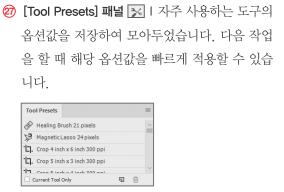 ㉗ [Tool Presets] 패널 | 자주 사용하는 도구의
옵션값을 저장하여 모아두었습니다. 다음 작업
을 할 때 해당 옵션값을 빠르게 적용할 수 있습
니다.
Tool Presets
Healing Brush 21 pixels
Magnetic Lasso 24 pixels
Crop 4 inch x 6 inch 300 ppi
Crop 5 inch x 3 inch 300 ppi
Current Tool Only